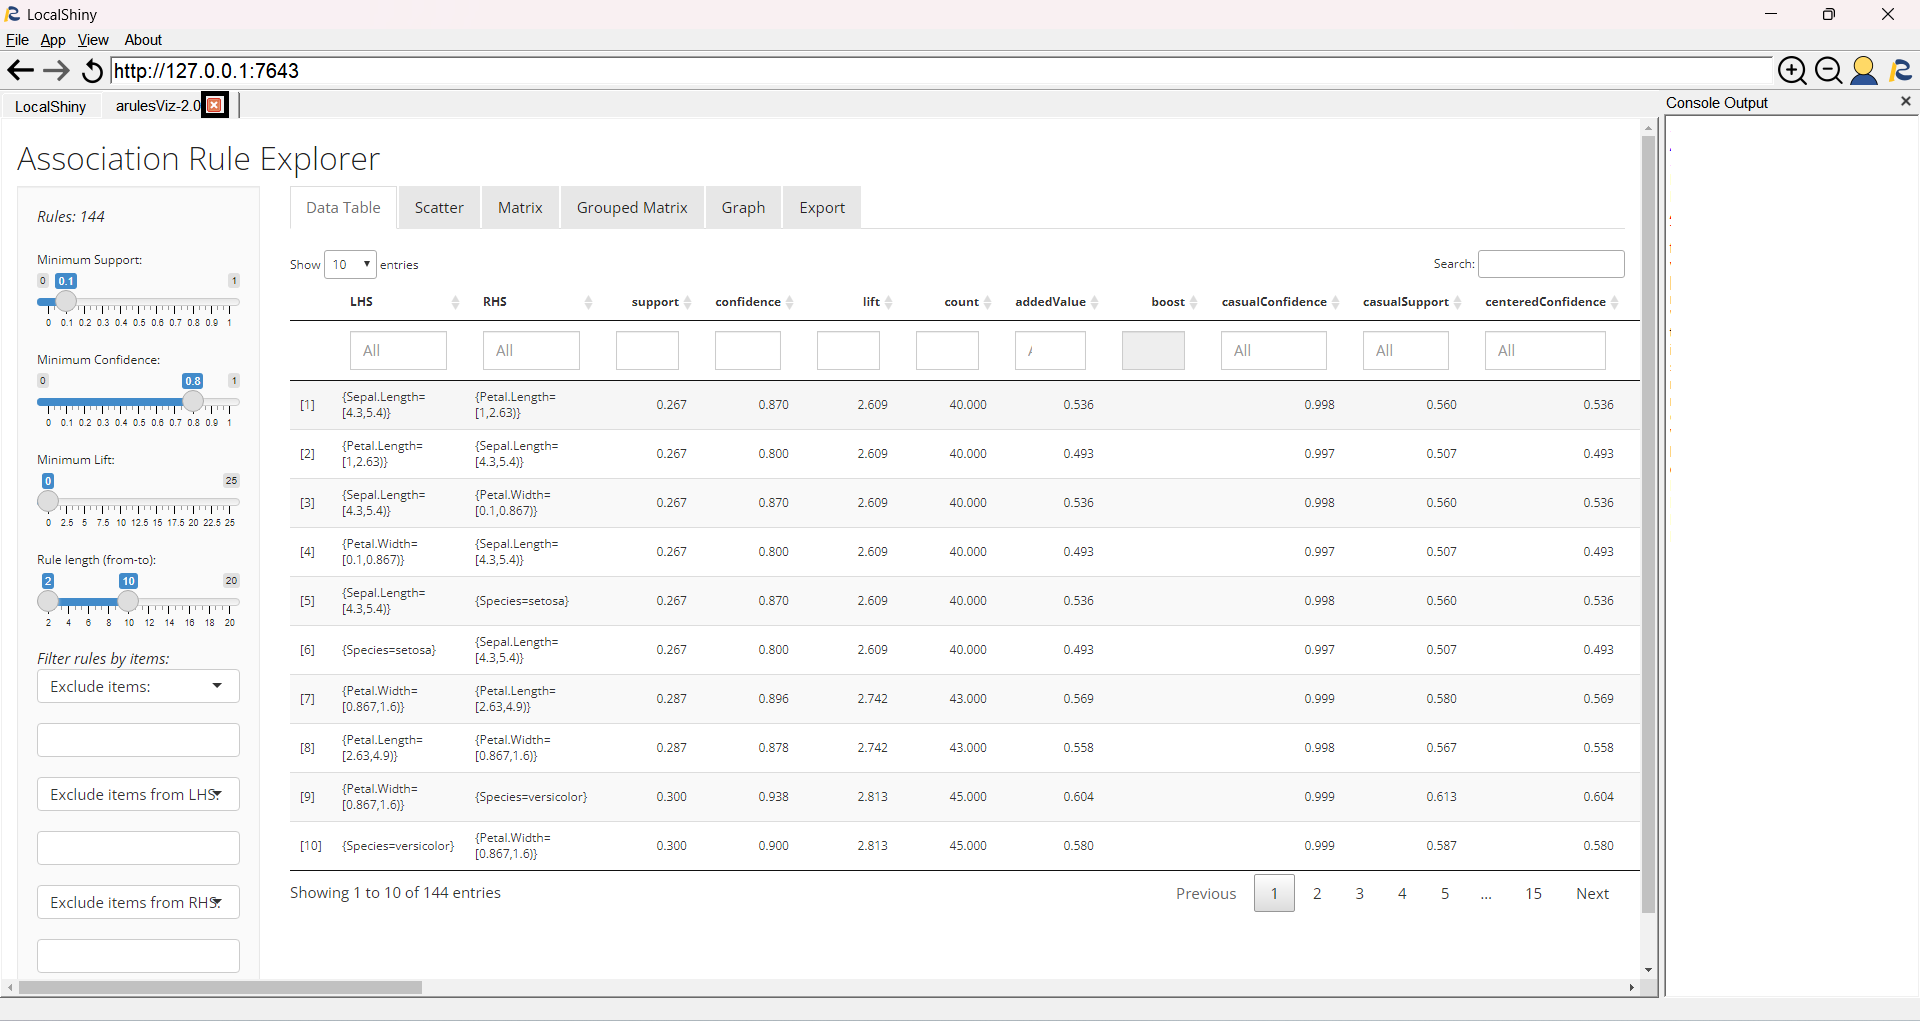 LocalShiny
File App View About
http://127.0.0.1:7643
LocalShiny arulesViz-2.0
Console Output
Association Rule Explorer
Rules: 144
Minimum Support:
0 0.1 1
0 0.1 0.2 0.3 0.4 0.5 0.6 0.7 0.8 0.9 1
Minimum Confidence:
0 0.8 1
0 0.1 0.2 0.3 0.4 0.5 0.6 0.7 0.8 0.9 1
Minimum Lift:
0 25
0 2.5 5 7.5 10 12.5 15 17.5 20 22.5 25
Rule length (from-to):
2 10 20
2 4 6 8 10 12 14 16 18 20
Filter rules by items:
Exclude items:
Exclude items from LHS:
Exclude items from RHS:
Data Table Scatter Matrix Grouped Matrix Graph Export
Show 10 entries
Search:
LHS RHS support confidence lift count addedValue boost casualConfidence casualSupport centeredConfidence
All All All All All
[1] {Sepal.Length= {Petal.Length= 0.267 0.870 2.609 40.000 0.536 0.998 0.560 0.536
[4.3,5.4)} [1,2.63)}
[2] {Petal.Length= {Sepal.Length= 0.267 0.800 2.609 40.000 0.493 0.997 0.507 0.493
[1,2.63)} [4.3,5.4)}
[3] {Sepal.Length= {Petal.Width= 0.267 0.870 2.609 40.000 0.536 0.998 0.560 0.536
[4.3,5.4)} [0.1,0.867)}
[4] {Petal.Width= {Sepal.Length= 0.267 0.800 2.609 40.000 0.493 0.997 0.507 0.493
[0.1,0.867)} [4.3,5.4)}
[5] {Sepal.Length= {Species=setosa} 0.267 0.870 2.609 40.000 0.536 0.998 0.560 0.536
[4.3,5.4)}
[6] {Species=setosa} {Sepal.Length= 0.267 0.800 2.609 40.000 0.493 0.997 0.507 0.493
[4.3,5.4)}
[7] {Petal.Width= {Petal.Length= 0.287 0.896 2.742 43.000 0.569 0.999 0.580 0.569
[0.867,1.6)} [2.63,4.9)}
[8] {Petal.Length= {Petal.Width= 0.287 0.878 2.742 43.000 0.558 0.998 0.567 0.558
[2.63,4.9)} [0.867,1.6)}
[9] {Petal.Width= {Species=versicolor} 0.300 0.938 2.813 45.000 0.604 0.999 0.613 0.604
[0.867,1.6)}
[10] {Species=versicolor} {Petal.Width= 0.300 0.900 2.813 45.000 0.580 0.999 0.587 0.580
[0.867,1.6)}
Showing 1 to 10 of 144 entries
Previous 1 2 3 4 5 ... 15 Next